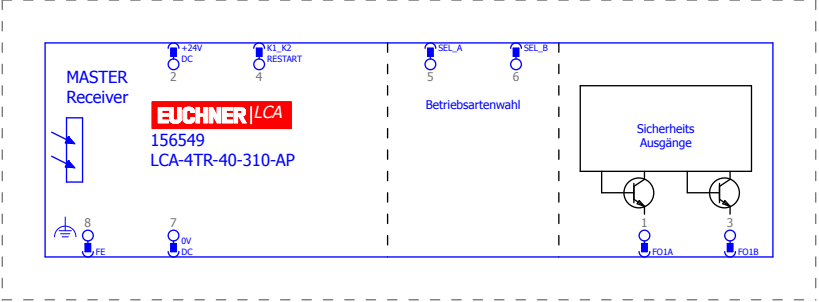 +24V
DC
2
K1_K2
RESTART
4
SEL_A
5
SEL_B
6
MASTER
Receiver
EUCHNER LCA
156549
LCA-4TR-40-310-AP
Betriebsartenwahl
Sicherheits
Ausgänge
8
FE
7
0V
DC
1
FO1A
3
FO1B